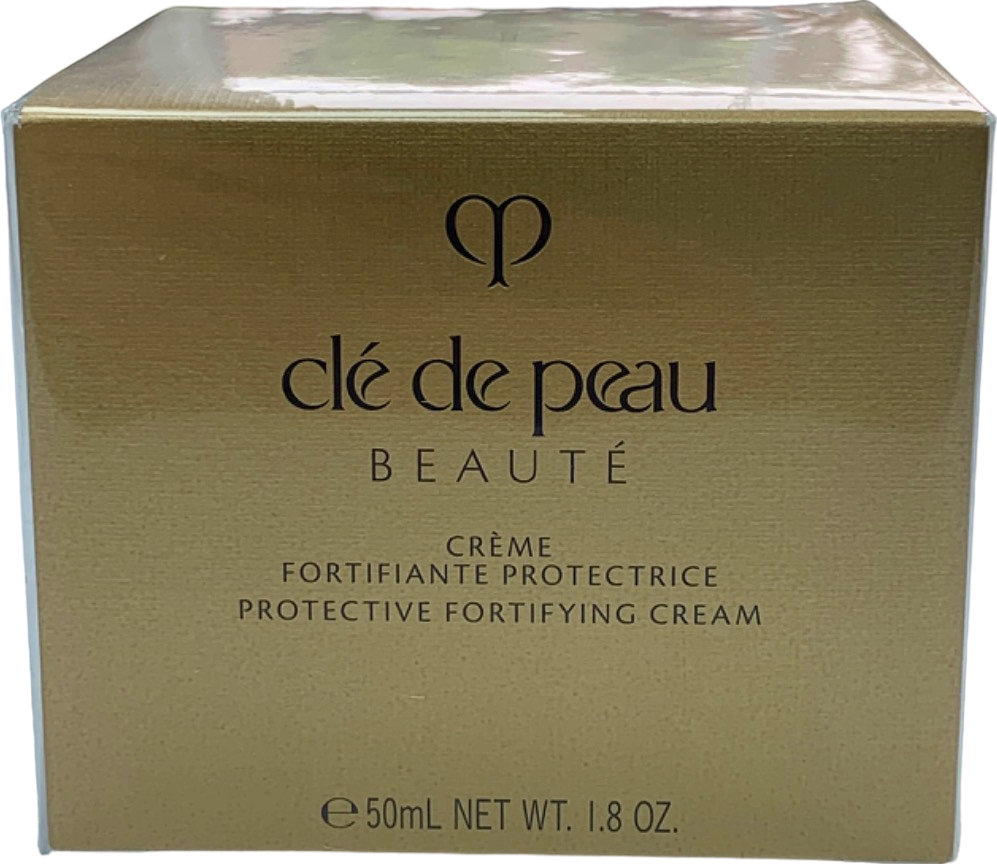 clé de peau
BEAUTÉ
CRÈME
FORTIFIANTE PROTECTRICE
PROTECTIVE FORTIFYING CREAM
℮ 50mL NET WT. 1.8 OZ.